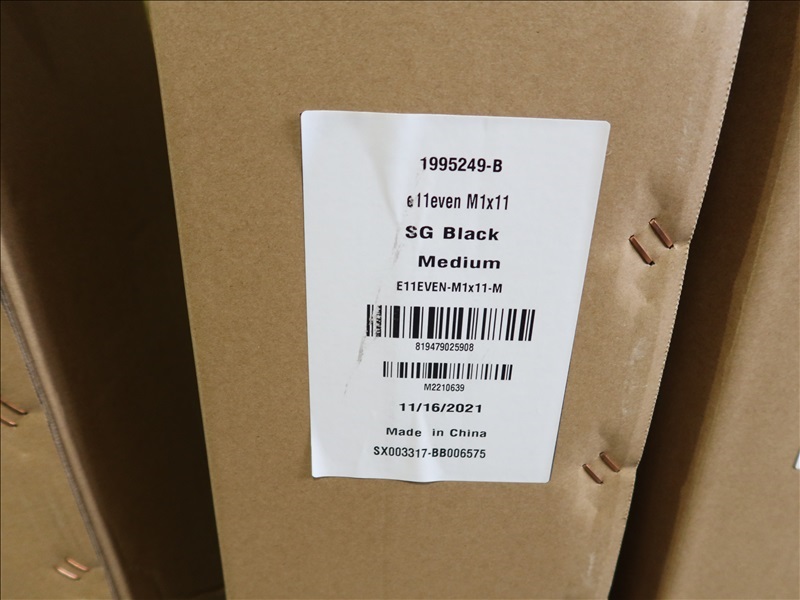 1995249-B
e11even M1x11
SG Black
Medium
E11EVEN-M1x11-M
819479025908
M2210639
11/16/2021
Made in China
SX003317-BB006575